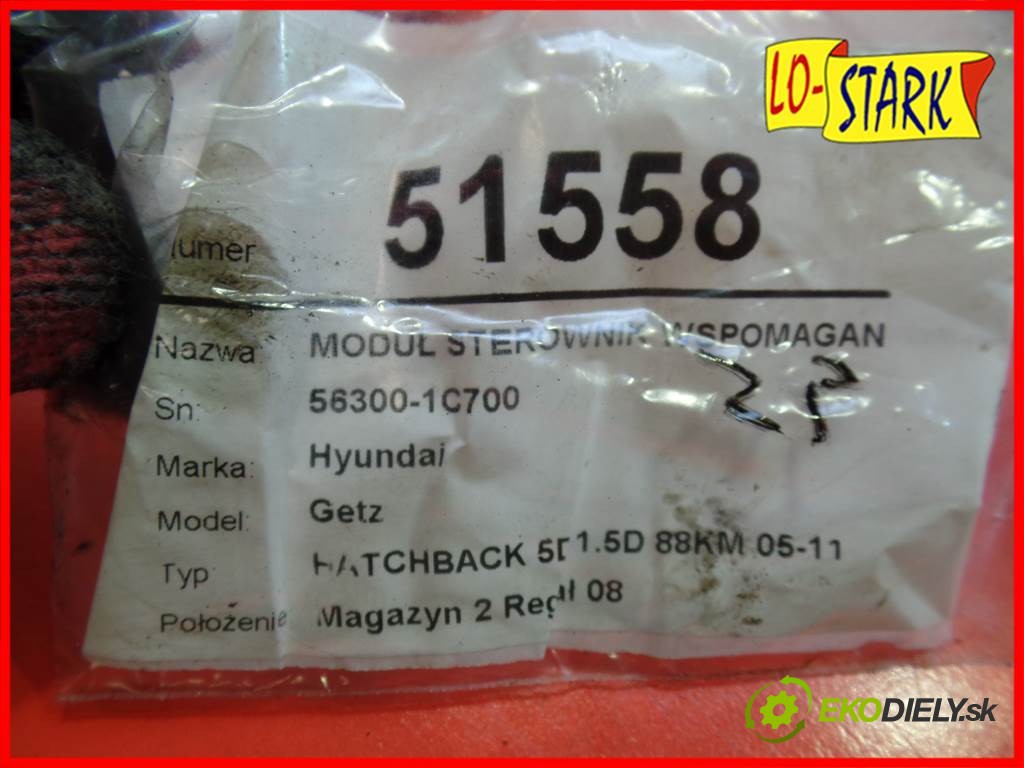 LO-STARK
Numer 51558
Nazwa MODUŁ STEROWNIK WSPOMAGAN
Sn: 56300-1C700
Marka: Hyundai
Model: Getz
Typ HATCHBACK 5D 1.5D 88KM 05-11
Położenie Magazyn 2 Regał 08
EKODIELY.sk